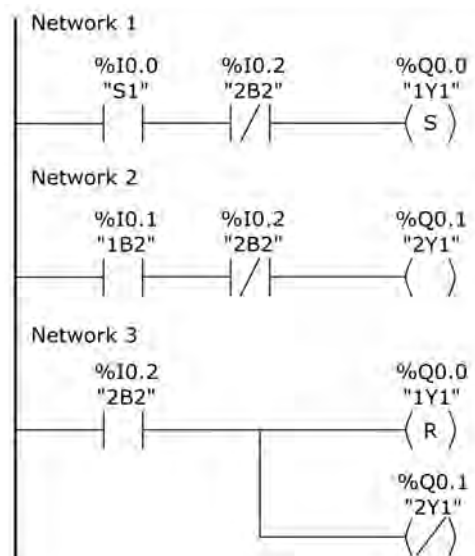 Network 1
%I0.0 %I0.2 %Q0.0
"S1" "2B2" "1Y1"
S
Network 2
%I0.1 %I0.2 %Q0.1
"1B2" "2B2" "2Y1"
Network 3
%I0.2 %Q0.0
"2B2" "1Y1"
R
%Q0.1
"2Y1"